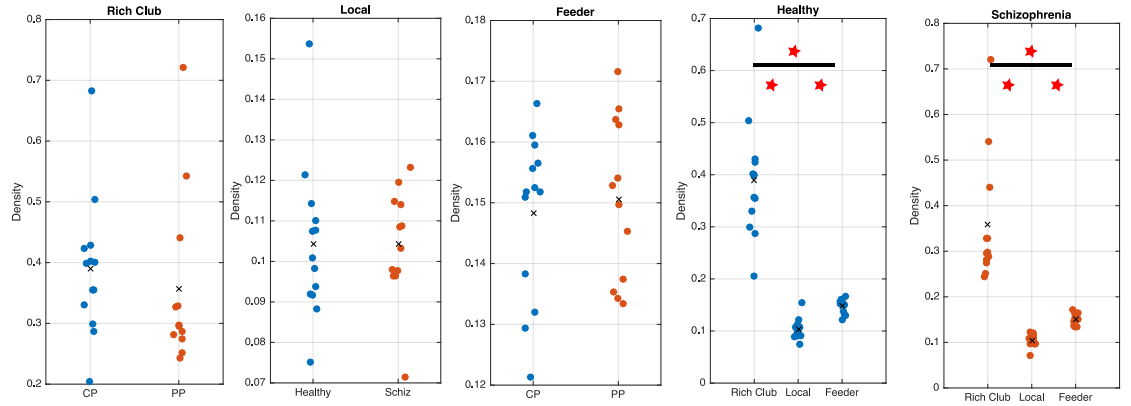 Rich Club
Density
0.8
0.7
0.6
0.5
0.4
0.3
0.2
CP PP
Local
0.16
0.15
0.14
0.13
0.12
0.11
0.1
0.09
0.08
0.07
Healthy Schiz
Feeder
Density
0.18
0.17
0.16
0.15
0.14
0.13
0.12
CP PP
Healthy
Density
0.7
0.6
0.5
0.4
0.3
0.2
0.1
0
Rich Club Local Feeder
Schizophrenia
Density
0.8
0.7
0.6
0.5
0.4
0.3
0.2
0.1
0
Rich Club Local Feeder